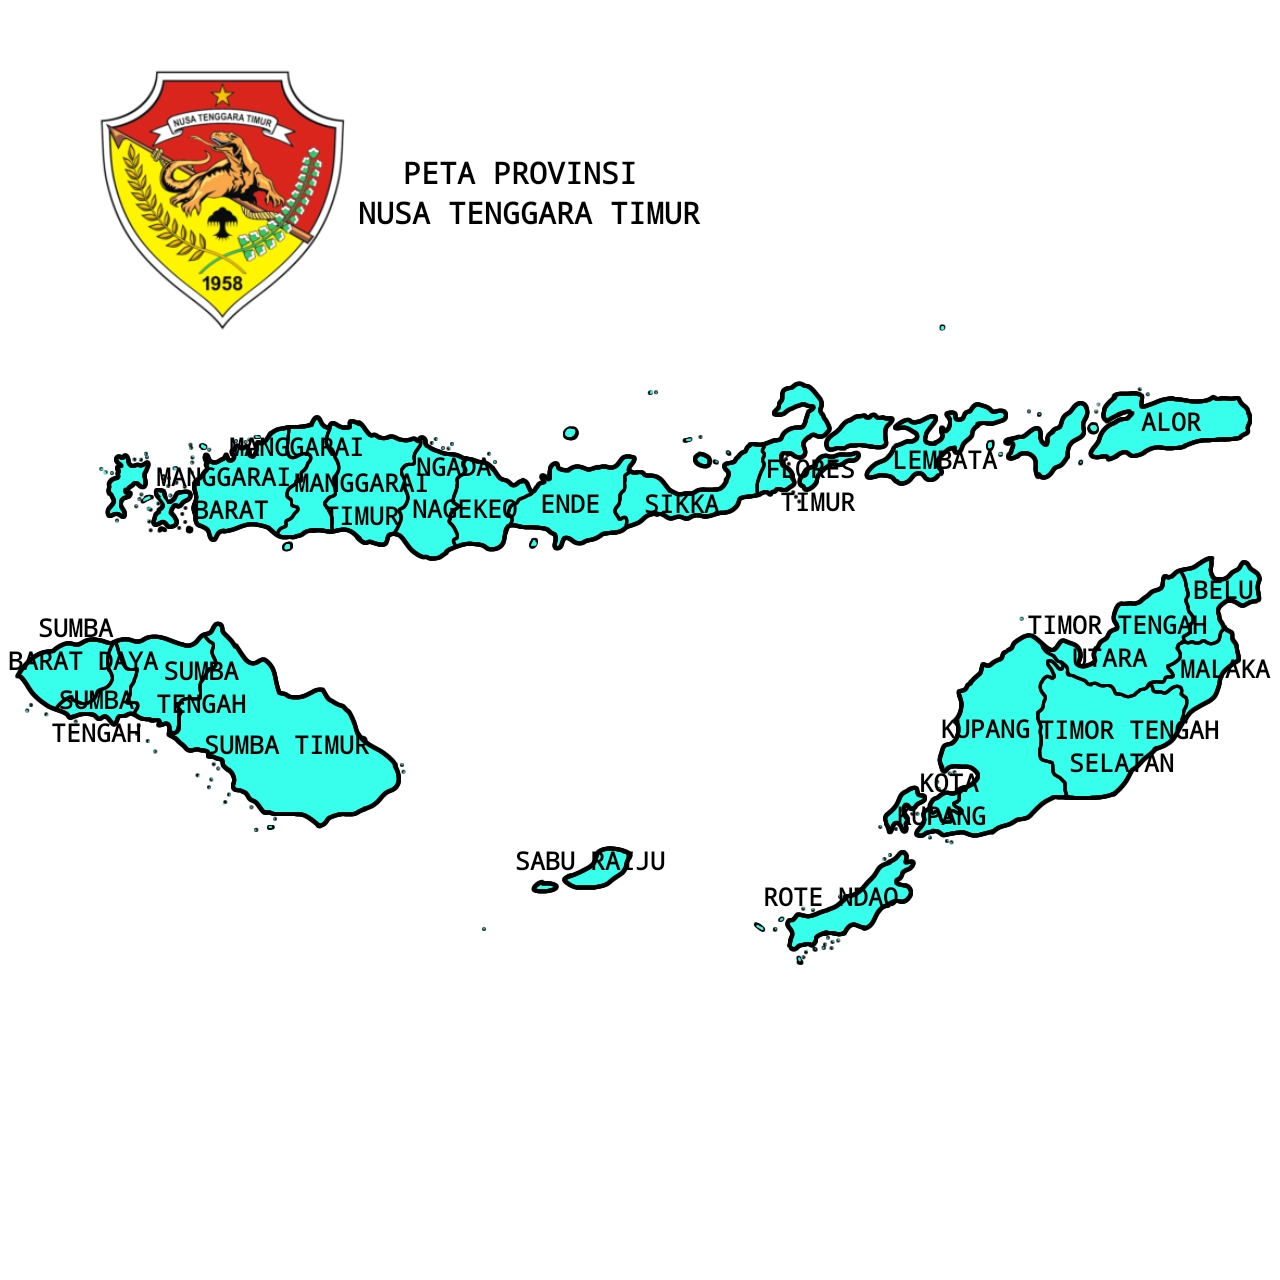 NUSA TENGGARA TIMUR
1958
PETA PROVINSI
NUSA TENGGARA TIMUR
MANGGARAI
MANGGARAI
BARAT
MANGGARAI
TIMUR
NGADA
NAGEKEO
ENDE
SIKKA
FLORES
TIMUR
LEMBATA
ALOR
SUMBA
BARAT DAYA
SUMBA
TENGAH
SUMBA
TENGAH
SUMBA TIMUR
SABU RAIJU
ROTE NDAO
KOTA
KUPANG
KUPANG
TIMOR TENGAH
UTARA
BELU
MALAKA
TIMOR TENGAH
SELATAN